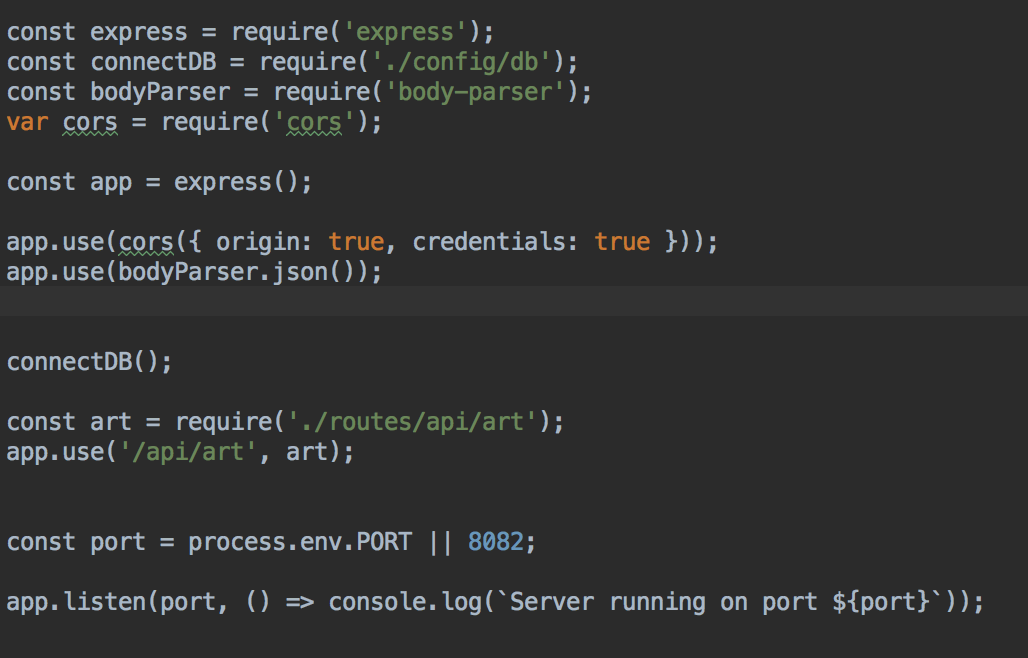 const express = require('express');
const connectDB = require('./config/db');
const bodyParser = require('body-parser');
var cors = require('cors');
const app = express();
app.use(cors({ origin: true, credentials: true }));
app.use(bodyParser.json());
connectDB();
const art = require('./routes/api/art');
app.use('/api/art', art);
const port = process.env.PORT || 8082;
app.listen(port, () => console.log(`Server running on port ${port}`));